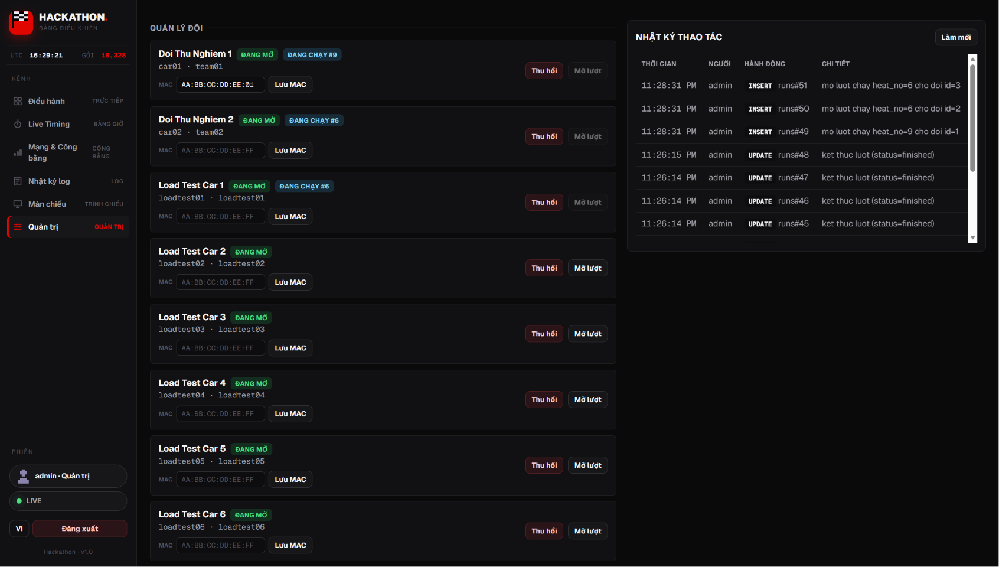 HACKATHON.
BẢNG ĐIỀU KHIỂN
UTC 16:29:21 GÓI 18,328
KÊNH
Điều hành TRỰC TIẾP
Live Timing BẢNG GIỜ
Mạng & Công bằng CÔNG BẰNG
Nhật ký log LOG
Màn chiếu TRÌNH CHIẾU
Quản trị QUẢN TRỊ
PHIÊN
admin · Quản trị
LIVE
VI Đăng xuất
Hackathon · v1.0
QUẢN LÝ ĐỘI
Doi Thu Nghiem 1 ĐANG MỞ ĐANG CHẠY #9
car01 · team01
MAC AA:BB:CC:DD:EE:01 Lưu MAC
Thu hồi Mở lượt
Doi Thu Nghiem 2 ĐANG MỞ ĐANG CHẠY #6
car02 · team02
MAC AA:BB:CC:DD:EE:FF Lưu MAC
Thu hồi Mở lượt
Load Test Car 1 ĐANG MỞ ĐANG CHẠY #6
loadtest01 · loadtest01
MAC AA:BB:CC:DD:EE:FF Lưu MAC
Thu hồi Mở lượt
Load Test Car 2 ĐANG MỞ
loadtest02 · loadtest02
MAC AA:BB:CC:DD:EE:FF Lưu MAC
Thu hồi Mở lượt
Load Test Car 3 ĐANG MỞ
loadtest03 · loadtest03
MAC AA:BB:CC:DD:EE:FF Lưu MAC
Thu hồi Mở lượt
Load Test Car 4 ĐANG MỞ
loadtest04 · loadtest04
MAC AA:BB:CC:DD:EE:FF Lưu MAC
Thu hồi Mở lượt
Load Test Car 5 ĐANG MỞ
loadtest05 · loadtest05
MAC AA:BB:CC:DD:EE:FF Lưu MAC
Thu hồi Mở lượt
Load Test Car 6 ĐANG MỞ
loadtest06 · loadtest06
MAC AA:BB:CC:DD:EE:FF Lưu MAC
Thu hồi Mở lượt
NHẬT KÝ THAO TÁC Làm mới
THỜI GIAN NGƯỜI HÀNH ĐỘNG CHI TIẾT
11:28:31 PM admin INSERT runs#51 mo luot chay heat_no=6 cho doi id=3
11:28:31 PM admin INSERT runs#50 mo luot chay heat_no=6 cho doi id=2
11:28:31 PM admin INSERT runs#49 mo luot chay heat_no=9 cho doi id=1
11:26:15 PM admin UPDATE runs#48 ket thuc luot (status=finished)
11:26:14 PM admin UPDATE runs#47 ket thuc luot (status=finished)
11:26:14 PM admin UPDATE runs#46 ket thuc luot (status=finished)
11:26:14 PM admin UPDATE runs#45 ket thuc luot (status=finished)